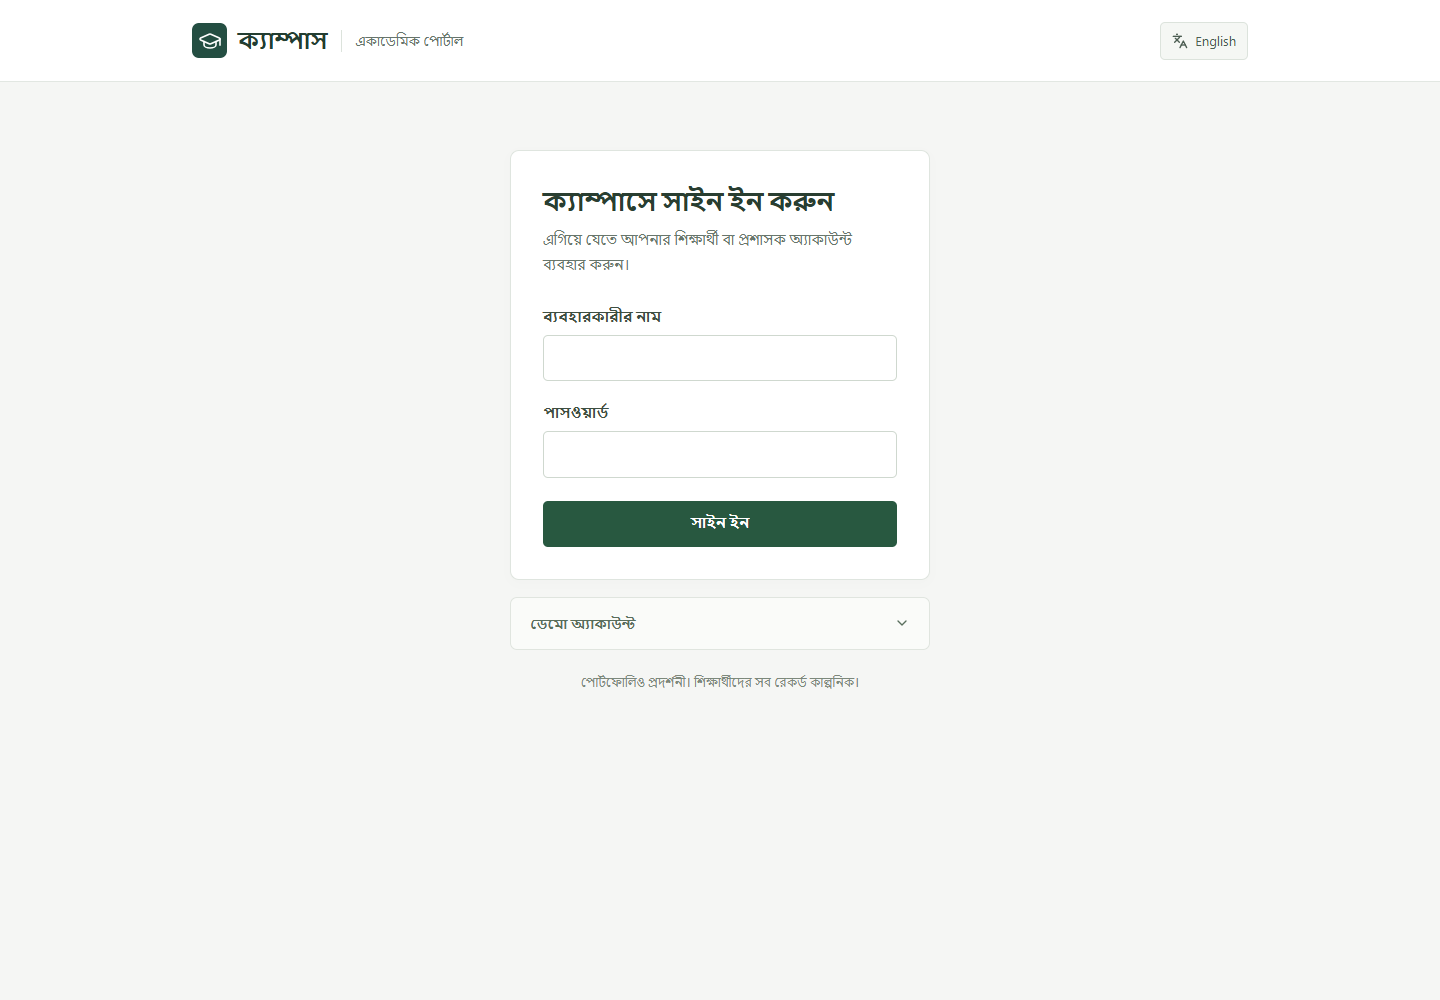 ক্যাম্পাস
একাডেমিক পোর্টাল
English
ক্যাম্পাসে সাইন ইন করুন
এগিয়ে যেতে আপনার শিক্ষার্থী বা প্রশাসক অ্যাকাউন্ট
ব্যবহার করুন।
ব্যবহারকারীর নাম
পাসওয়ার্ড
সাইন ইন
ডেমো অ্যাকাউন্ট
পোর্টফোলিও প্রদর্শনী। শিক্ষার্থীদের সব রেকর্ড কাল্পনিক।